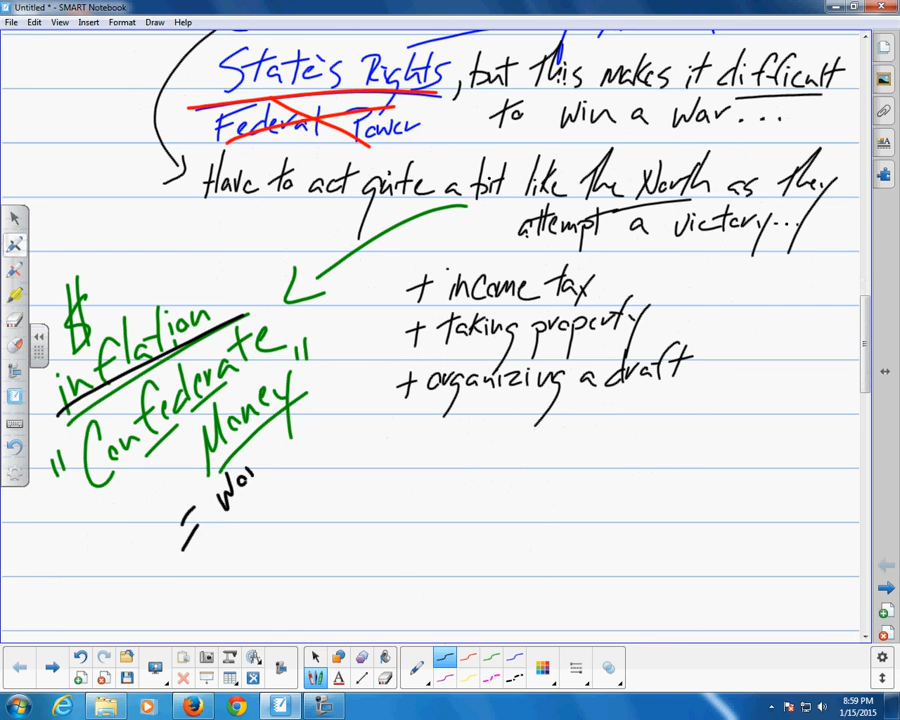 Untitled * - SMART Notebook
File Edit View Insert Format Draw Help
State's Rights, but this makes it difficult
Federal Power to win a war...
Have to act quite a bit like the North as they
attempt a victory...
$
inflation
"Confederate"
Money
= wor
+ income tax
+ taking property
+ organizing a draft
8:59 PM
1/15/2015